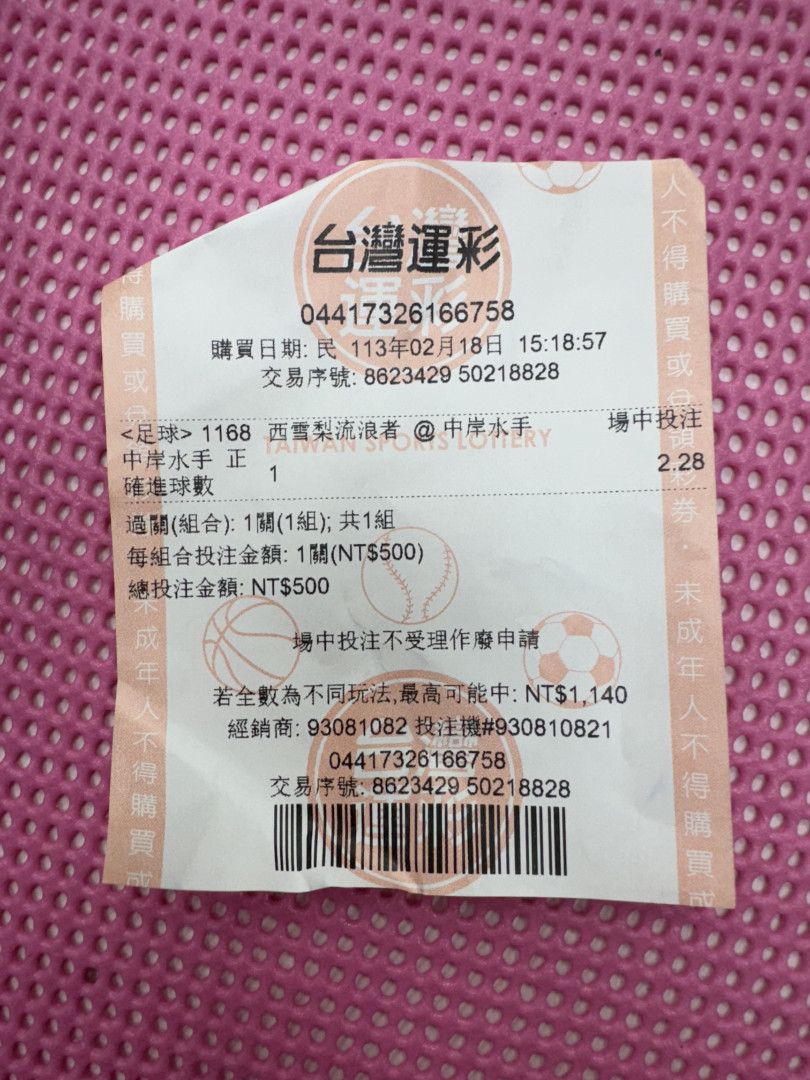 台灣運彩
04417326166758
購買日期: 民 113年02月18日 15:18:57
交易序號: 8623429 50218828
<足球> 1168 西雪梨流浪者 @ 中岸水手 場中投注
TAIWAN SPORTS LOTTERY
中岸水手 正 1 2.28
確進球數
過關(組合): 1關(1組); 共1組
每組合投注金額: 1關(NT$500)
總投注金額: NT$500
場中投注不受理作廢申請
若全數為不同玩法,最高可能中: NT$1,140
經銷商: 93081082 投注機#930810821
04417326166758
交易序號: 8623429 50218828
得購買或
未成年人不得購買或
人不得購買或
領彩券．未成年人不得購買或